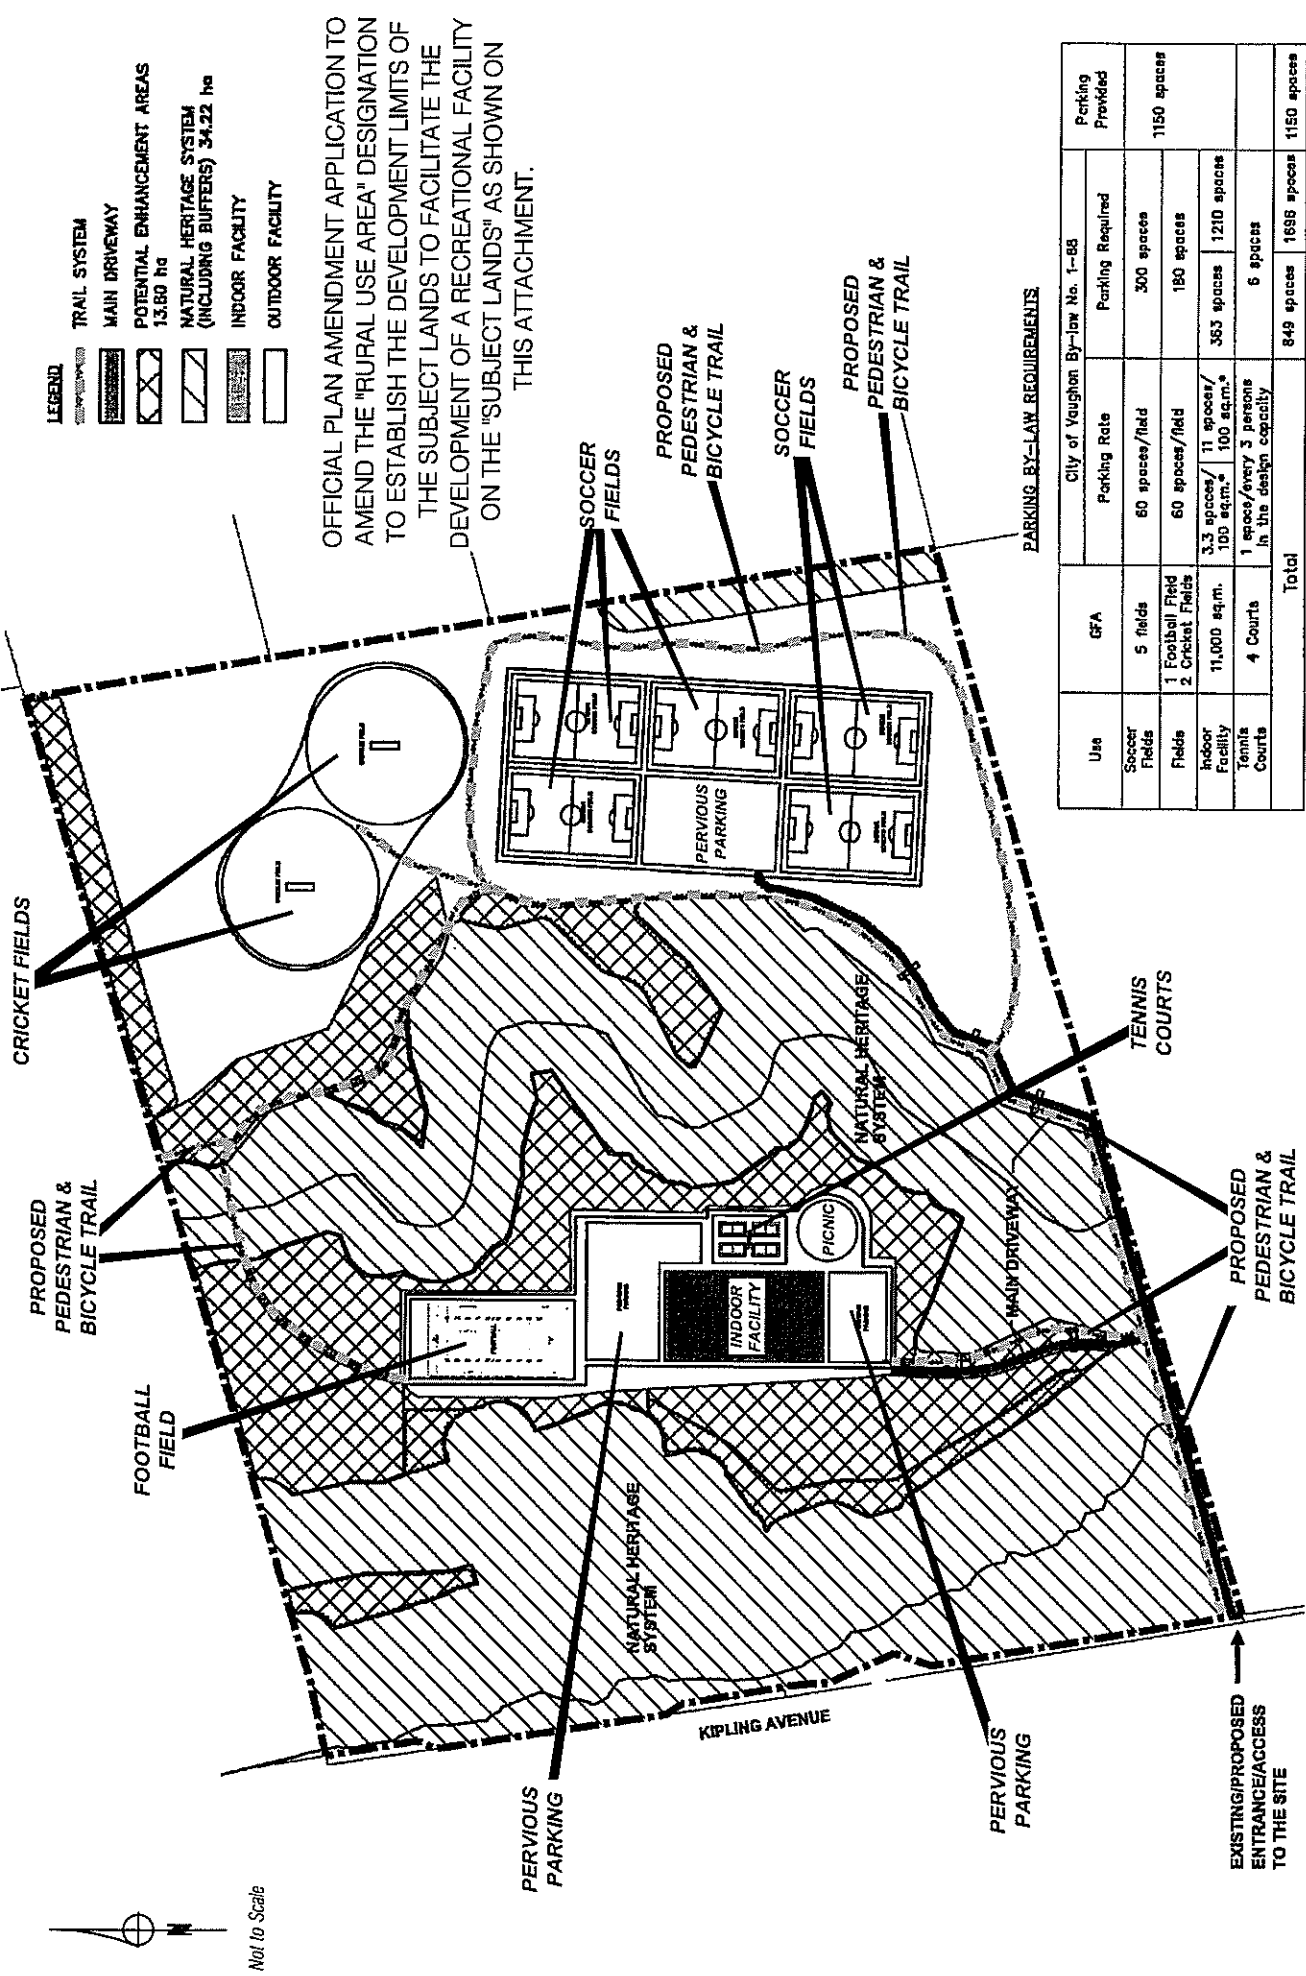 LEGEND
TRAIL SYSTEM
MAIN DRIVEWAY
POTENTIAL ENHANCEMENT AREAS
13.60 ha
NATURAL HERITAGE SYSTEM
(INCLUDING BUFFERS) 34.22 ha
INDOOR FACILITY
OUTDOOR FACILITY
OFFICIAL PLAN AMENDMENT APPLICATION TO
AMEND THE "RURAL USE AREA" DESIGNATION
TO ESTABLISH THE DEVELOPMENT LIMITS OF
THE SUBJECT LANDS TO FACILITATE THE
DEVELOPMENT OF A RECREATIONAL FACILITY
ON THE "SUBJECT LANDS" AS SHOWN ON
THIS ATTACHMENT.
Not to Scale
N
PROPOSED
PEDESTRIAN &
BICYCLE TRAIL
CRICKET FIELDS
FOOTBALL
FIELD
SOCCER
FIELDS
PROPOSED
PEDESTRIAN &
BICYCLE TRAIL
SOCCER
FIELDS
PROPOSED
PEDESTRIAN &
BICYCLE TRAIL
CRICKET FIELD
PERVIOUS
PARKING
FOOTBALL
PERVIOUS
PARKING
INDOOR
FACILITY
PICNIC
NATURAL HERITAGE
SYSTEM
NATURAL HERITAGE
SYSTEM
MAIN DRIVEWAY
TENNIS
COURTS
PROPOSED
PEDESTRIAN &
BICYCLE TRAIL
KIPLING AVENUE
PERVIOUS
PARKING
PERVIOUS
PARKING
EXISTING/PROPOSED
ENTRANCE/ACCESS
TO THE SITE
PARKING BY-LAW REQUIREMENTS
City of Vaughan By-law No. 1-88
Use GFA Parking Rate Parking Required Parking Provided
Soccer Fields 5 fields 60 spaces/field 300 spaces 1150 spaces
Fields 1 Football Field 2 Cricket Fields 60 spaces/field 180 spaces
Indoor Facility 11,000 sq.m. 3.3 spaces/ 100 sq.m.* 11 spaces/ 100 sq.m.* 363 spaces 1210 spaces
Tennis Courts 4 Courts 1 space/every 3 persons in the design capacity 6 spaces
Total 849 spaces 1696 spaces 1150 spaces